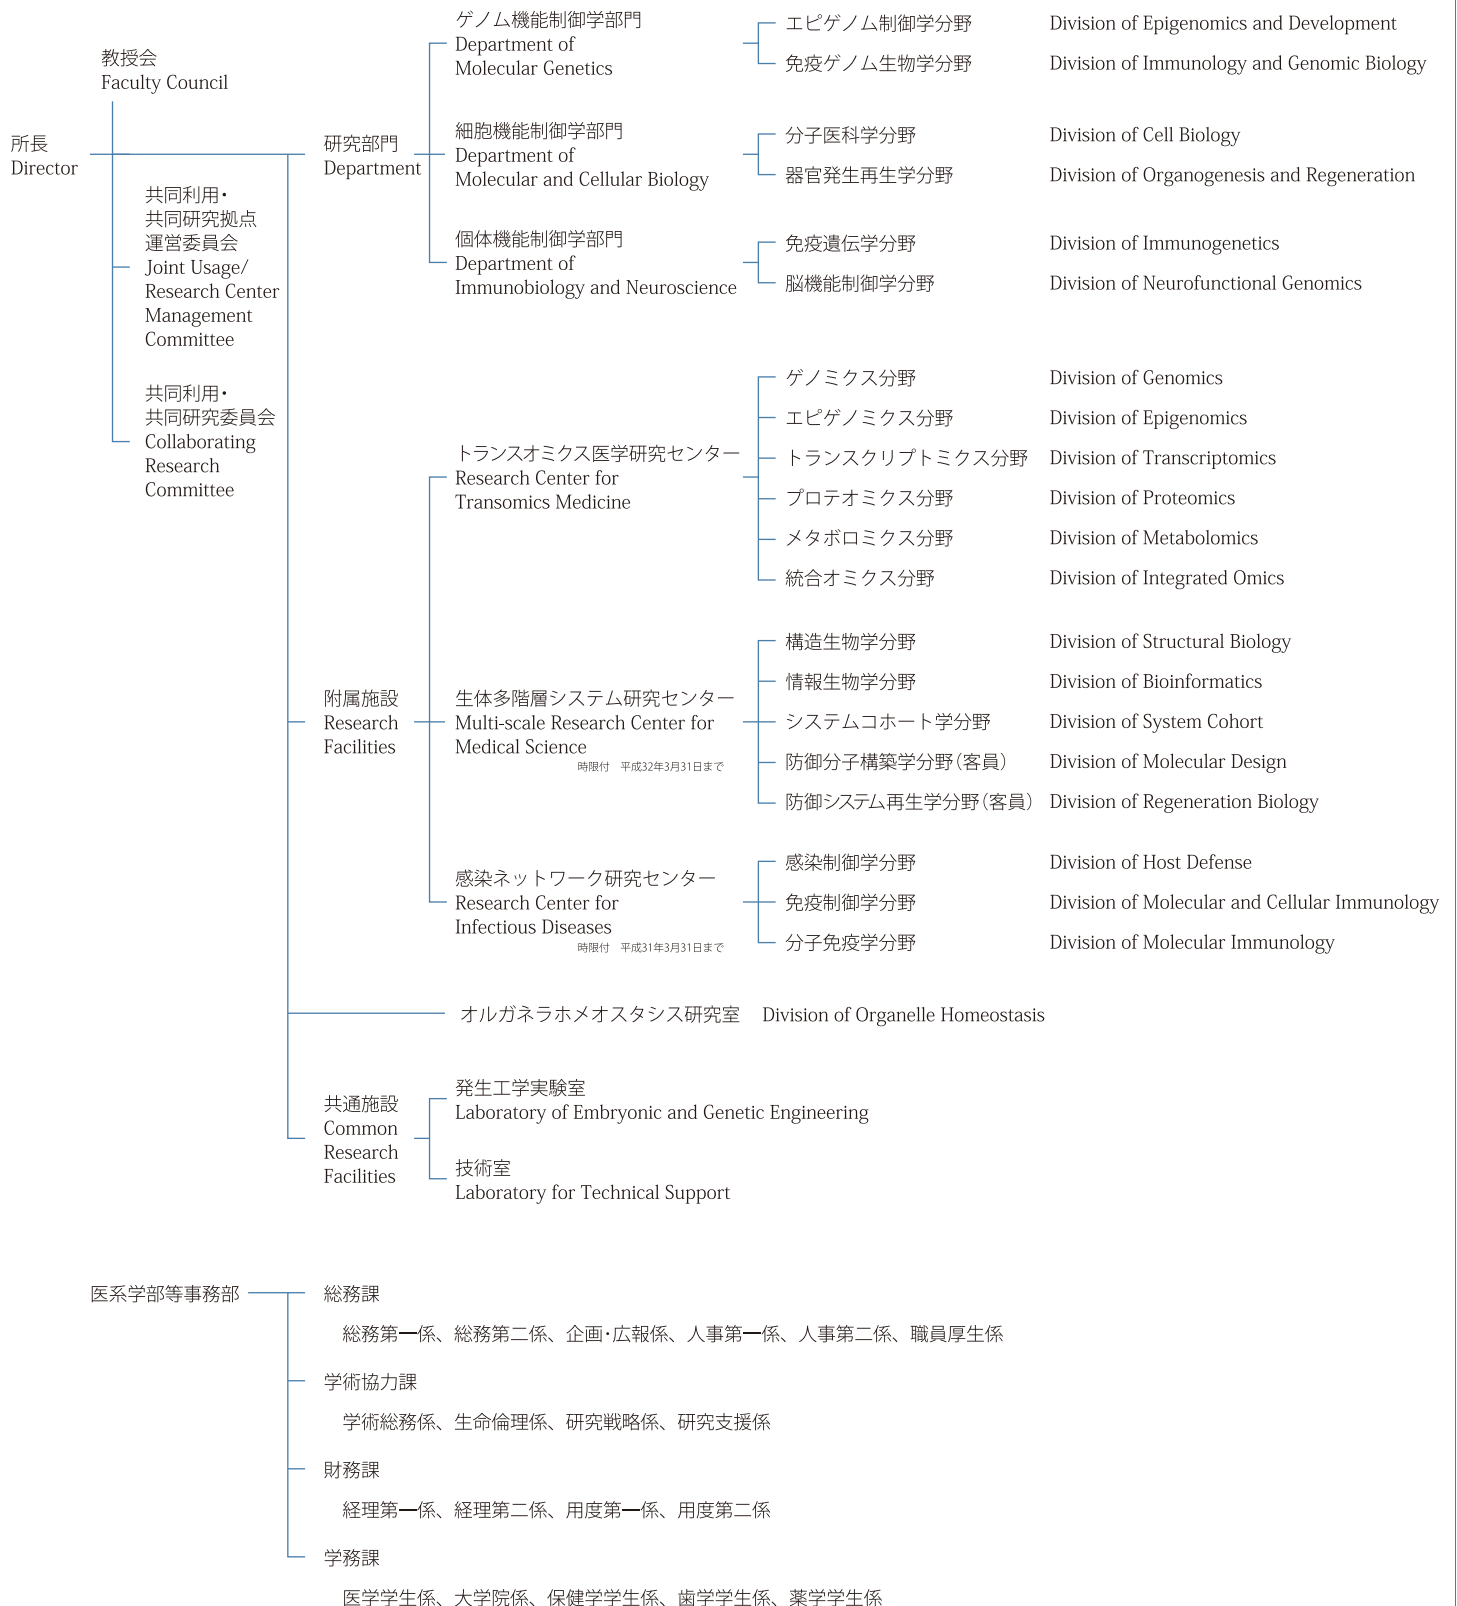 教授会
Faculty Council
所長
Director
共同利用・
共同研究拠点
運営委員会
Joint Usage/
Research Center
Management
Committee
共同利用・
共同研究委員会
Collaborating
Research
Committee
研究部門
Department
ゲノム機能制御学部門
Department of
Molecular Genetics
エピゲノム制御学分野 Division of Epigenomics and Development
免疫ゲノム生物学分野 Division of Immunology and Genomic Biology
細胞機能制御学部門
Department of
Molecular and Cellular Biology
分子医科学分野 Division of Cell Biology
器官発生再生学分野 Division of Organogenesis and Regeneration
個体機能制御学部門
Department of
Immunobiology and Neuroscience
免疫遺伝学分野 Division of Immunogenetics
脳機能制御学分野 Division of Neurofunctional Genomics
附属施設
Research
Facilities
トランスオミクス医学研究センター
Research Center for
Transomics Medicine
ゲノミクス分野 Division of Genomics
エピゲノミクス分野 Division of Epigenomics
トランスクリプトミクス分野 Division of Transcriptomics
プロテオミクス分野 Division of Proteomics
メタボロミクス分野 Division of Metabolomics
統合オミクス分野 Division of Integrated Omics
生体多階層システム研究センター
Multi-scale Research Center for
Medical Science
時限付 平成32年3月31日まで
構造生物学分野 Division of Structural Biology
情報生物学分野 Division of Bioinformatics
システムコホート学分野 Division of System Cohort
防御分子構築学分野（客員） Division of Molecular Design
防御システム再生学分野（客員） Division of Regeneration Biology
感染ネットワーク研究センター
Research Center for
Infectious Diseases
時限付 平成31年3月31日まで
感染制御学分野 Division of Host Defense
免疫制御学分野 Division of Molecular and Cellular Immunology
分子免疫学分野 Division of Molecular Immunology
オルガネラホメオスタシス研究室 Division of Organelle Homeostasis
共通施設
Common
Research
Facilities
発生工学実験室
Laboratory of Embryonic and Genetic Engineering
技術室
Laboratory for Technical Support
医系学部等事務部
総務課
総務第一係、総務第二係、企画・広報係、人事第一係、人事第二係、職員厚生係
学術協力課
学術総務係、生命倫理係、研究戦略係、研究支援係
財務課
経理第一係、経理第二係、用度第一係、用度第二係
学務課
医学学生係、大学院係、保健学学生係、歯学学生係、薬学学生係